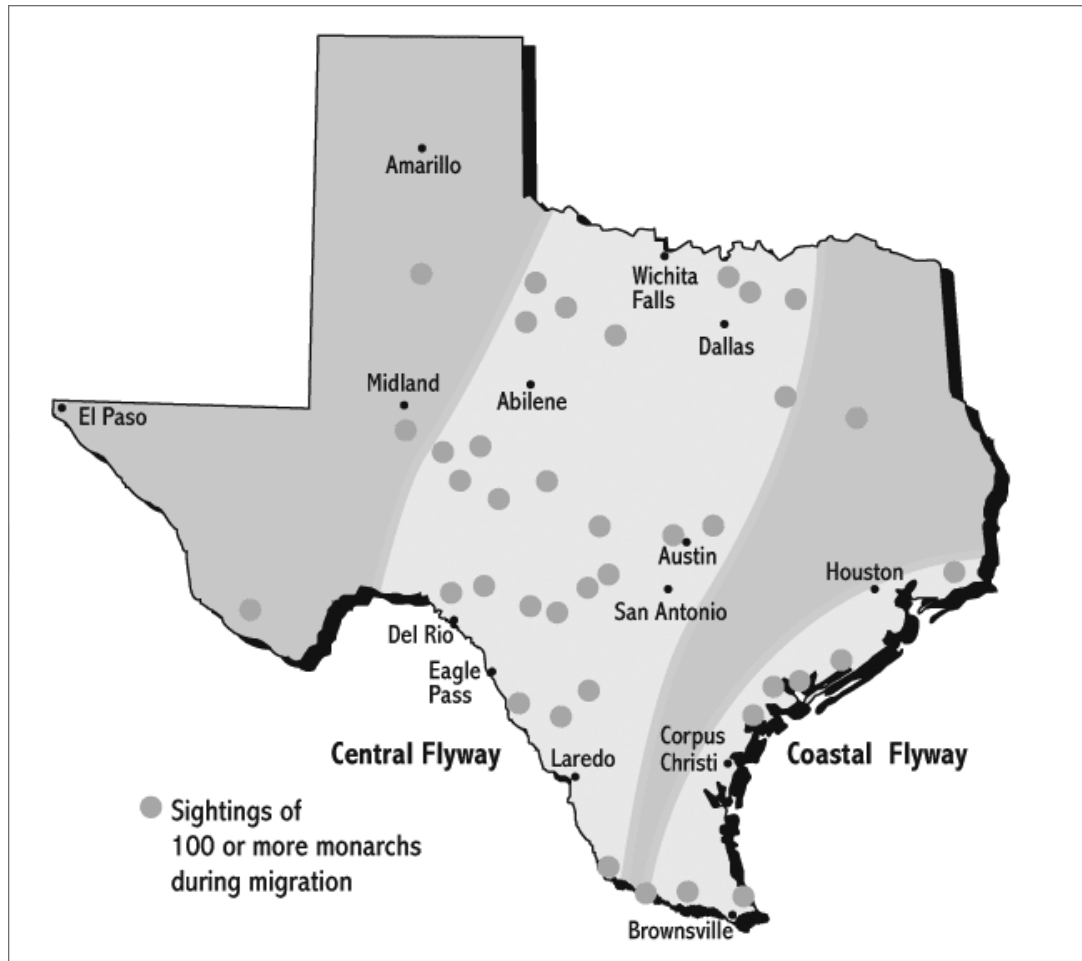 Amarillo
Wichita
Falls
Dallas
Midland
Abilene
El Paso
Austin
Houston
San Antonio
Del Rio
Eagle
Pass
Central Flyway
Laredo
Corpus
Christi
Coastal Flyway
Sightings of
100 or more monarchs
during migration
Brownsville